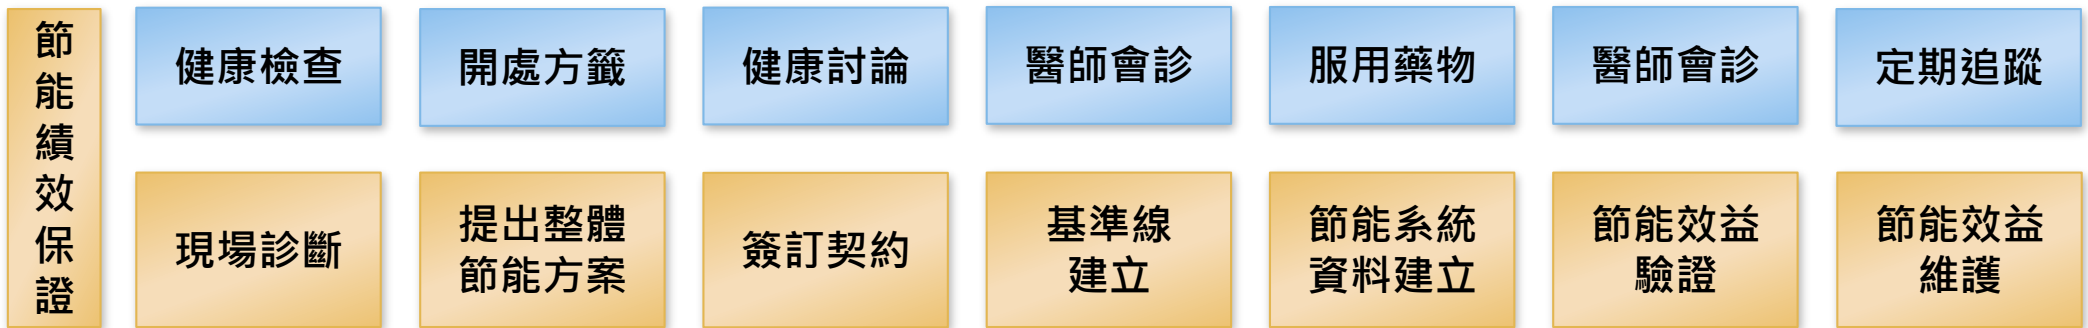 節能績效保證
健康檢查
開處方籤
健康討論
醫師會診
服用藥物
醫師會診
定期追蹤
現場診斷
提出整體
節能方案
簽訂契約
基準線
建立
節能系統
資料建立
節能效益
驗證
節能效益
維護